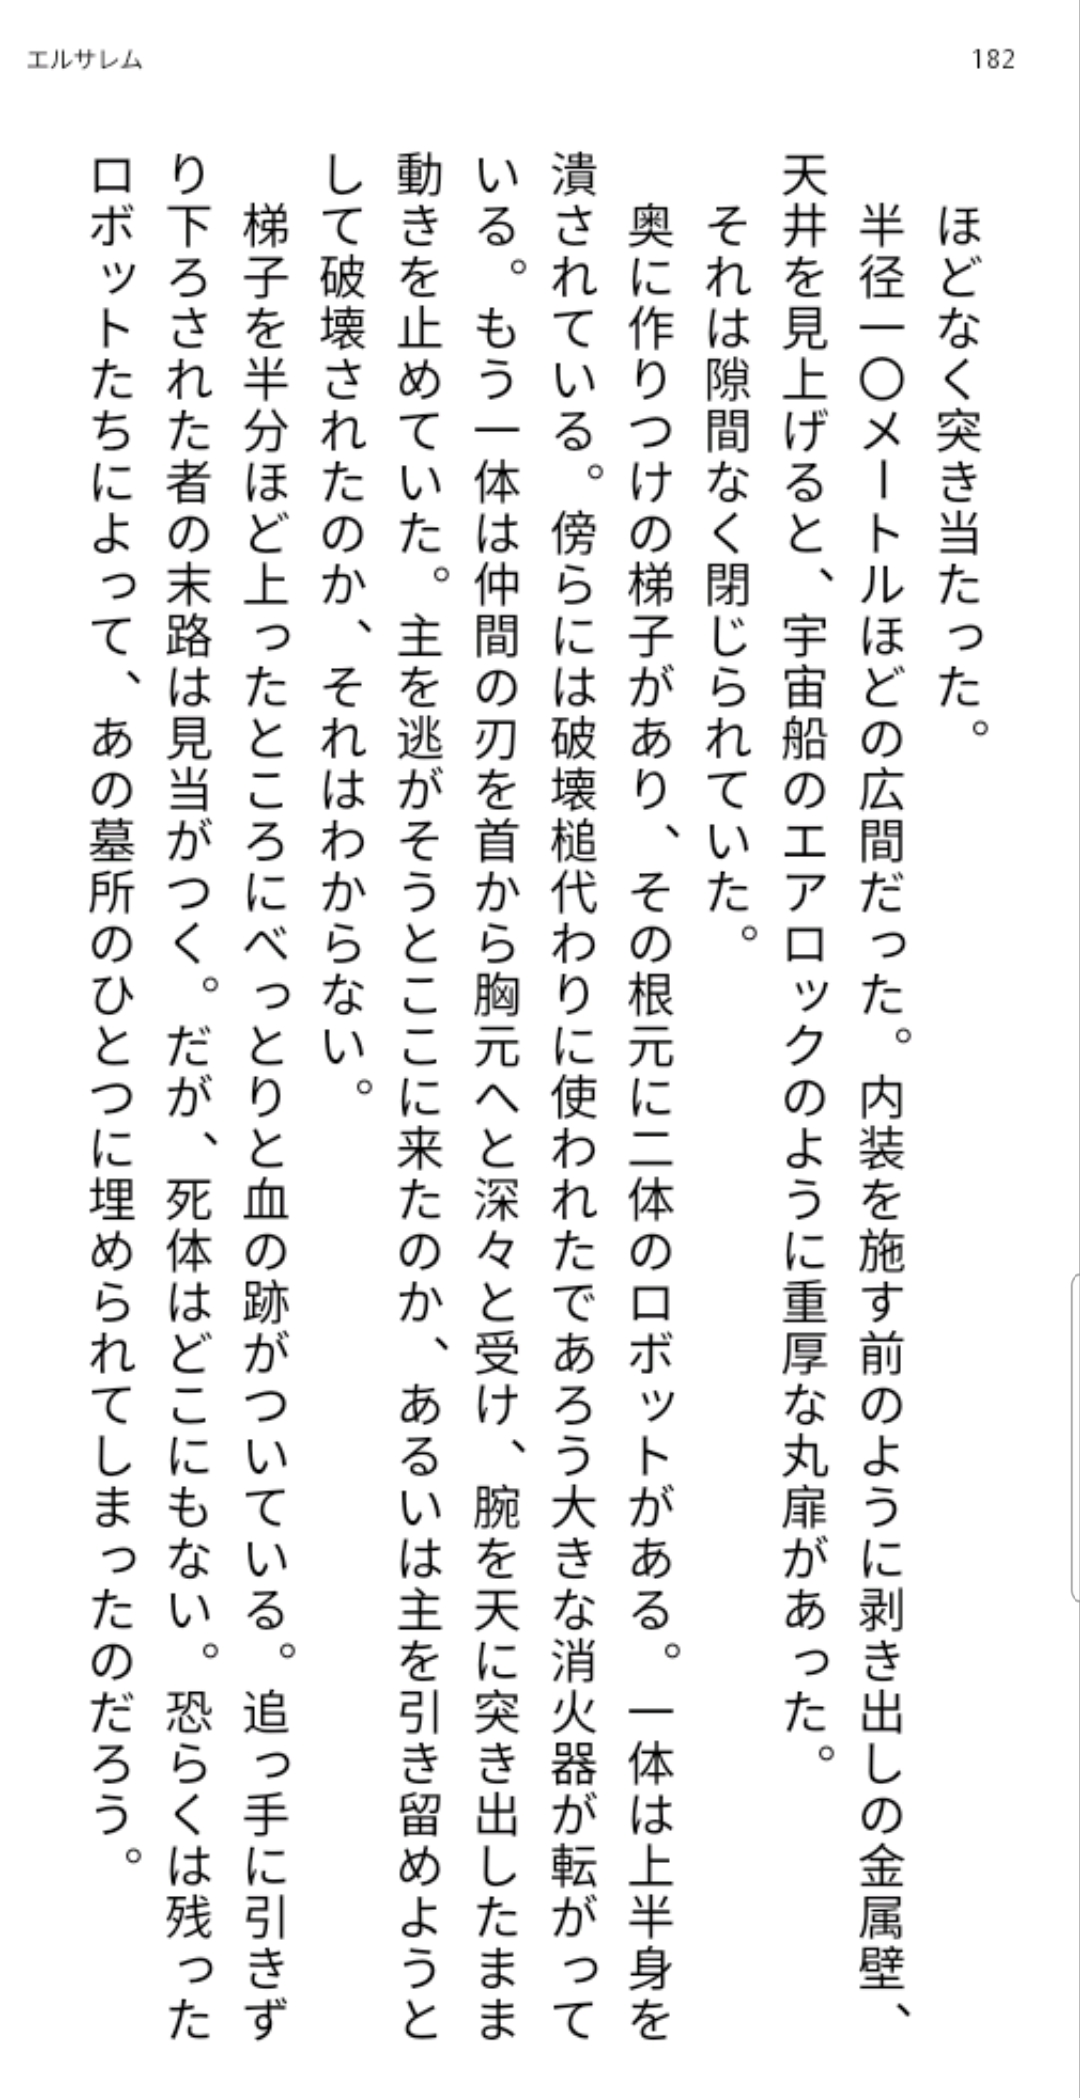 エルサレム
182
ほどなく突き当たった。
半径一〇メートルほどの広間だった。内装を施す前のように剥き出しの金属壁、
天井を見上げると、宇宙船のエアロックのように重厚な丸扉があった。
それは隙間なく閉じられていた。
奥に作りつけの梯子があり、その根元に二体のロボットがある。一体は上半身を
潰されている。傍らには破壊槌代わりに使われたであろう大きな消火器が転がって
いる。もう一体は仲間の刃を首から胸元へと深々と受け、腕を天に突き出したまま
動きを止めていた。主を逃がそうとここに来たのか、あるいは主を引き留めようと
して破壊されたのか、それはわからない。
梯子を半分ほど上ったところにべっとりと血の跡がついている。追っ手に引きず
り下ろされた者の末路は見当がつく。だが、死体はどこにもない。恐らくは残った
ロボットたちによって、あの墓所のひとつに埋められてしまったのだろう。